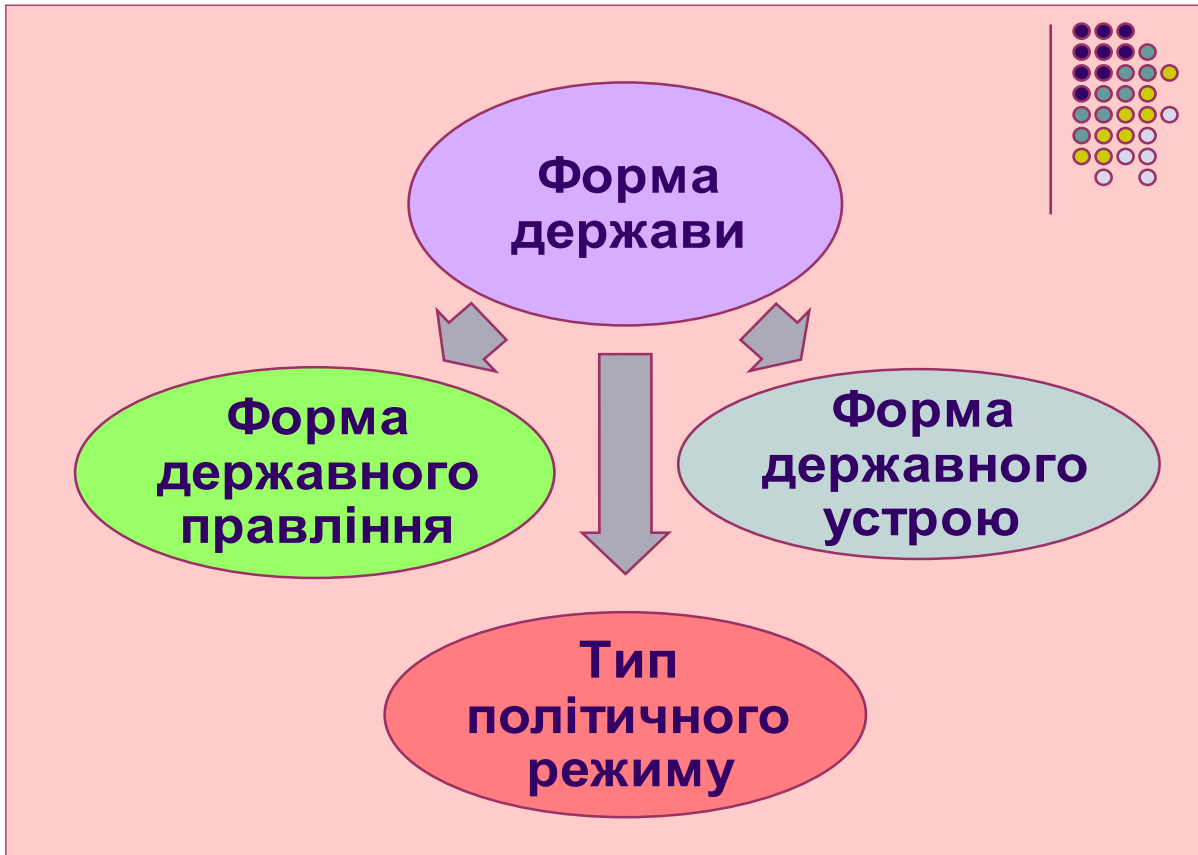 Форма
держави
Форма
державного
правління
Форма
державного
устрою
Тип
політичного
режиму